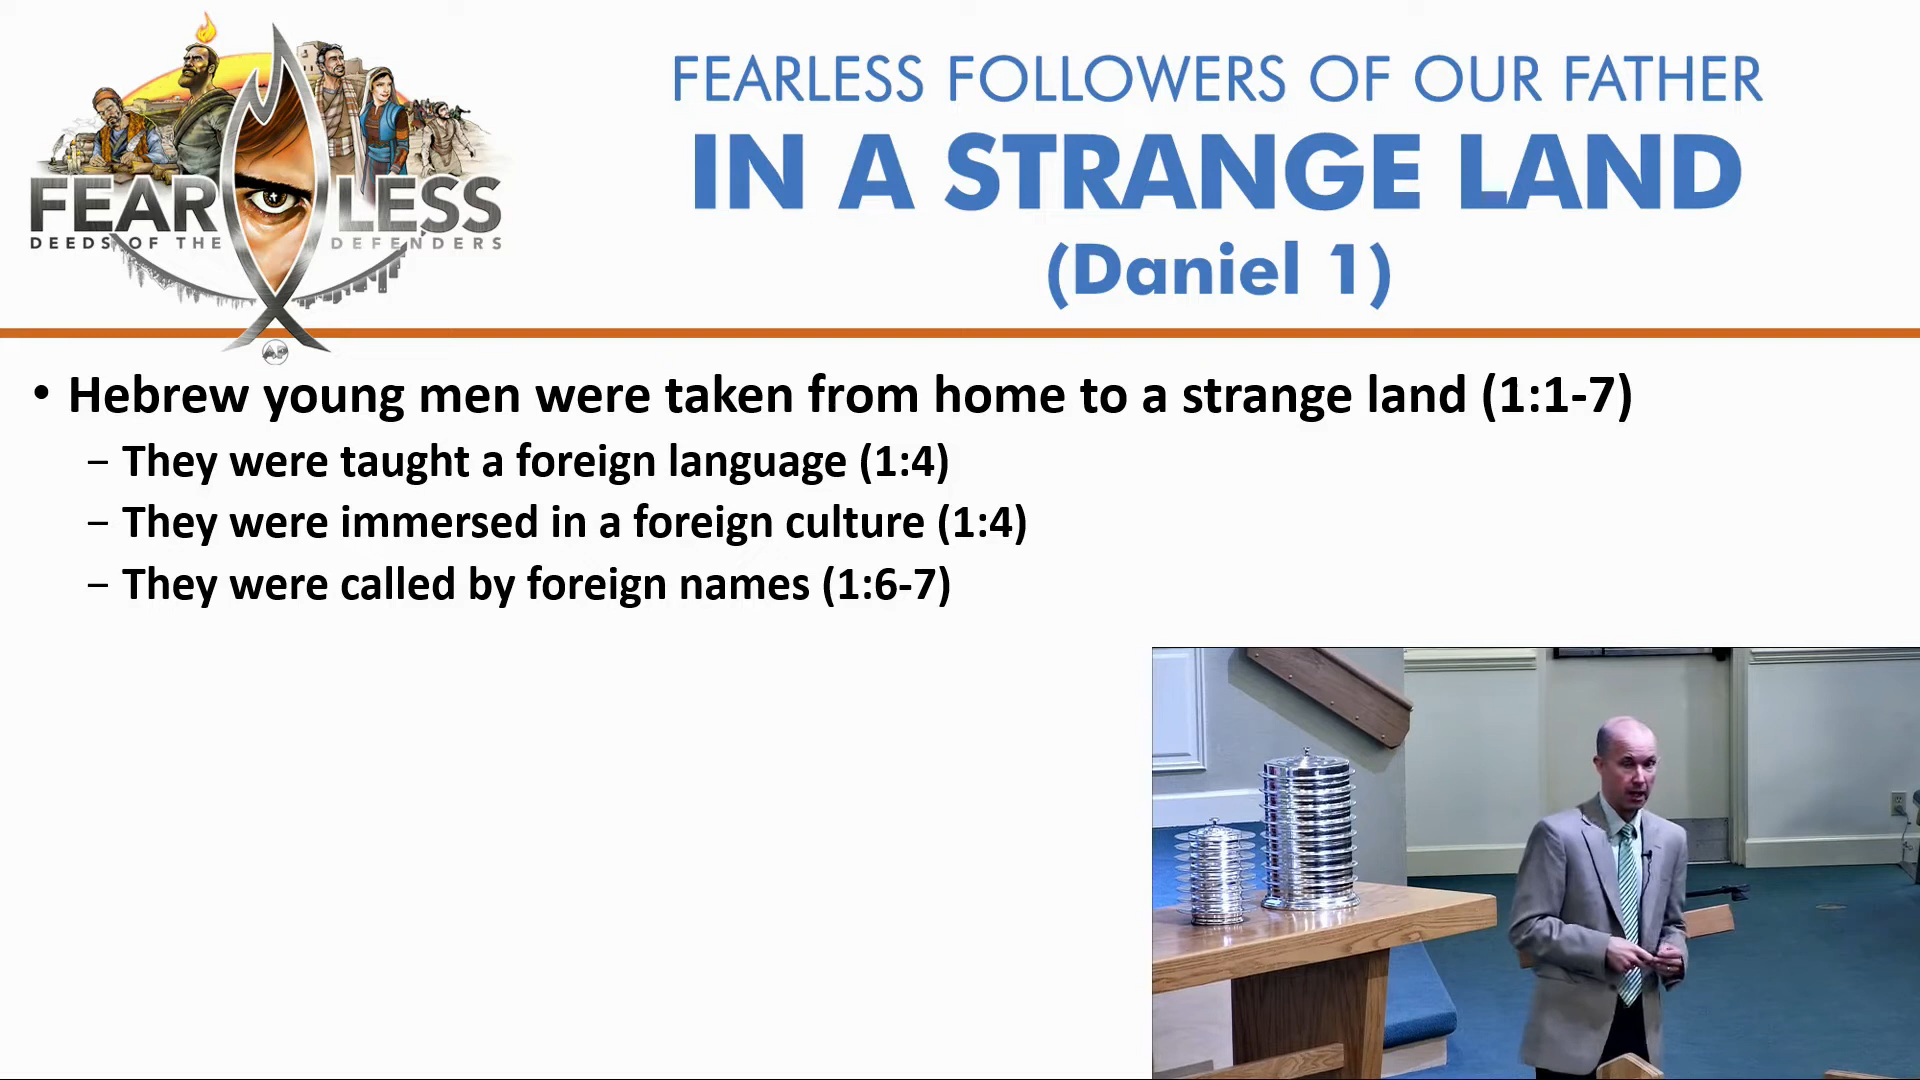 FEARLESS FOLLOWERS OF OUR FATHER
IN A STRANGE LAND
(Daniel 1)
FEARLESS
DEEDS OF THE DEFENDERS
A.P
• Hebrew young men were taken from home to a strange land (1:1-7)
– They were taught a foreign language (1:4)
– They were immersed in a foreign culture (1:4)
– They were called by foreign names (1:6-7)